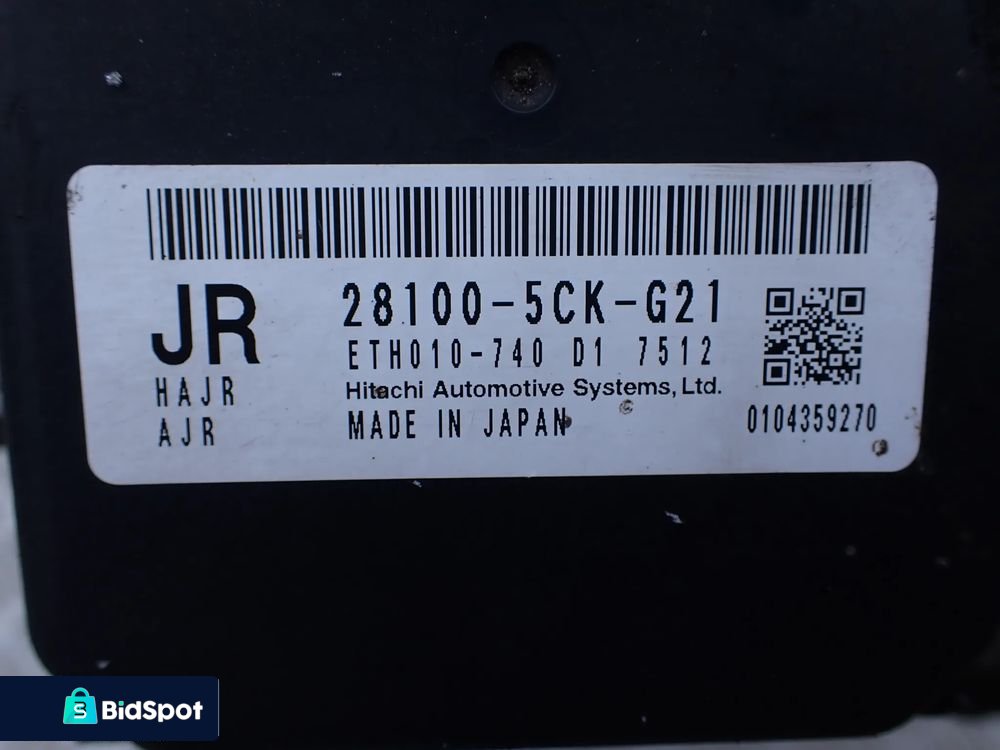 JR
28100-5CK-G21
ETH010-740 D1 7512
HAJR
Hitachi Automotive Systems, Ltd.
AJR
MADE IN JAPAN
0104359270
BidSpot